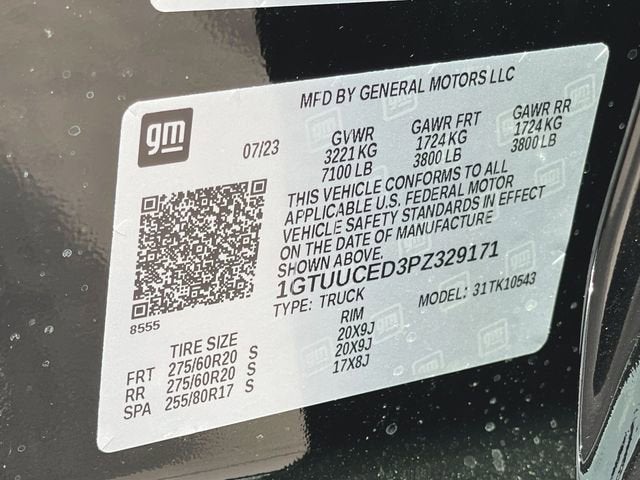 MFD BY GENERAL MOTORS LLC
gm
07/23
GVWR GAWR FRT GAWR RR
3221 KG 1724 KG 1724 KG
7100 LB 3800 LB 3800 LB
THIS VEHICLE CONFORMS TO ALL
APPLICABLE U.S. FEDERAL MOTOR
VEHICLE SAFETY STANDARDS IN EFFECT
ON THE DATE OF MANUFACTURE
SHOWN ABOVE.
1GTUUCED3PZ329171
TYPE: TRUCK MODEL: 31TK10543
8555
TIRE SIZE RIM
FRT 275/60R20 S 20X9J
RR 275/60R20 S 20X9J
SPA 255/80R17 S 17X8J